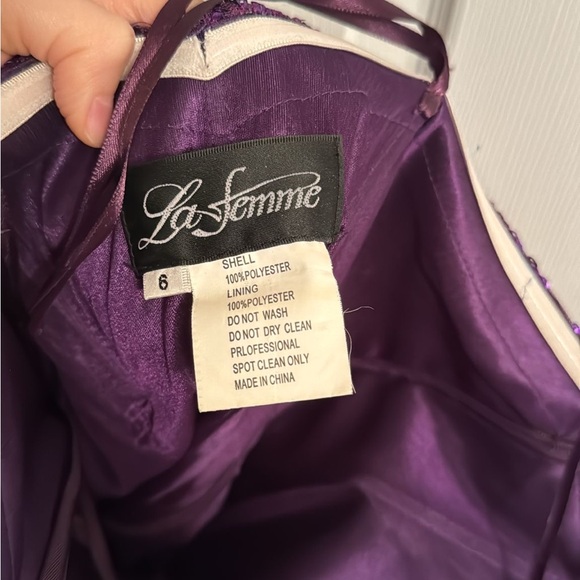 La Femme
6
SHELL
100%POLYESTER
LINING
100%POLYESTER
DO NOT WASH
DO NOT DRY CLEAN
PRLOFESSIONAL
SPOT CLEAN ONLY
MADE IN CHINA